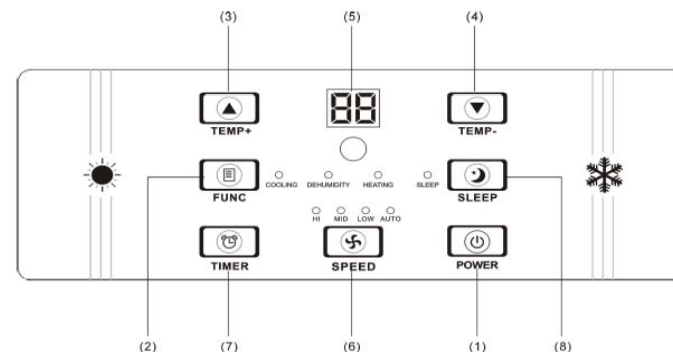 (3) (5) (4)
88
TEMP+ TEMP-
COOLING DEHUMIDITY HEATING SLEEP
FUNC SLEEP
HI MID LOW AUTO
TIMER SPEED POWER
(2) (7) (6) (1) (8)